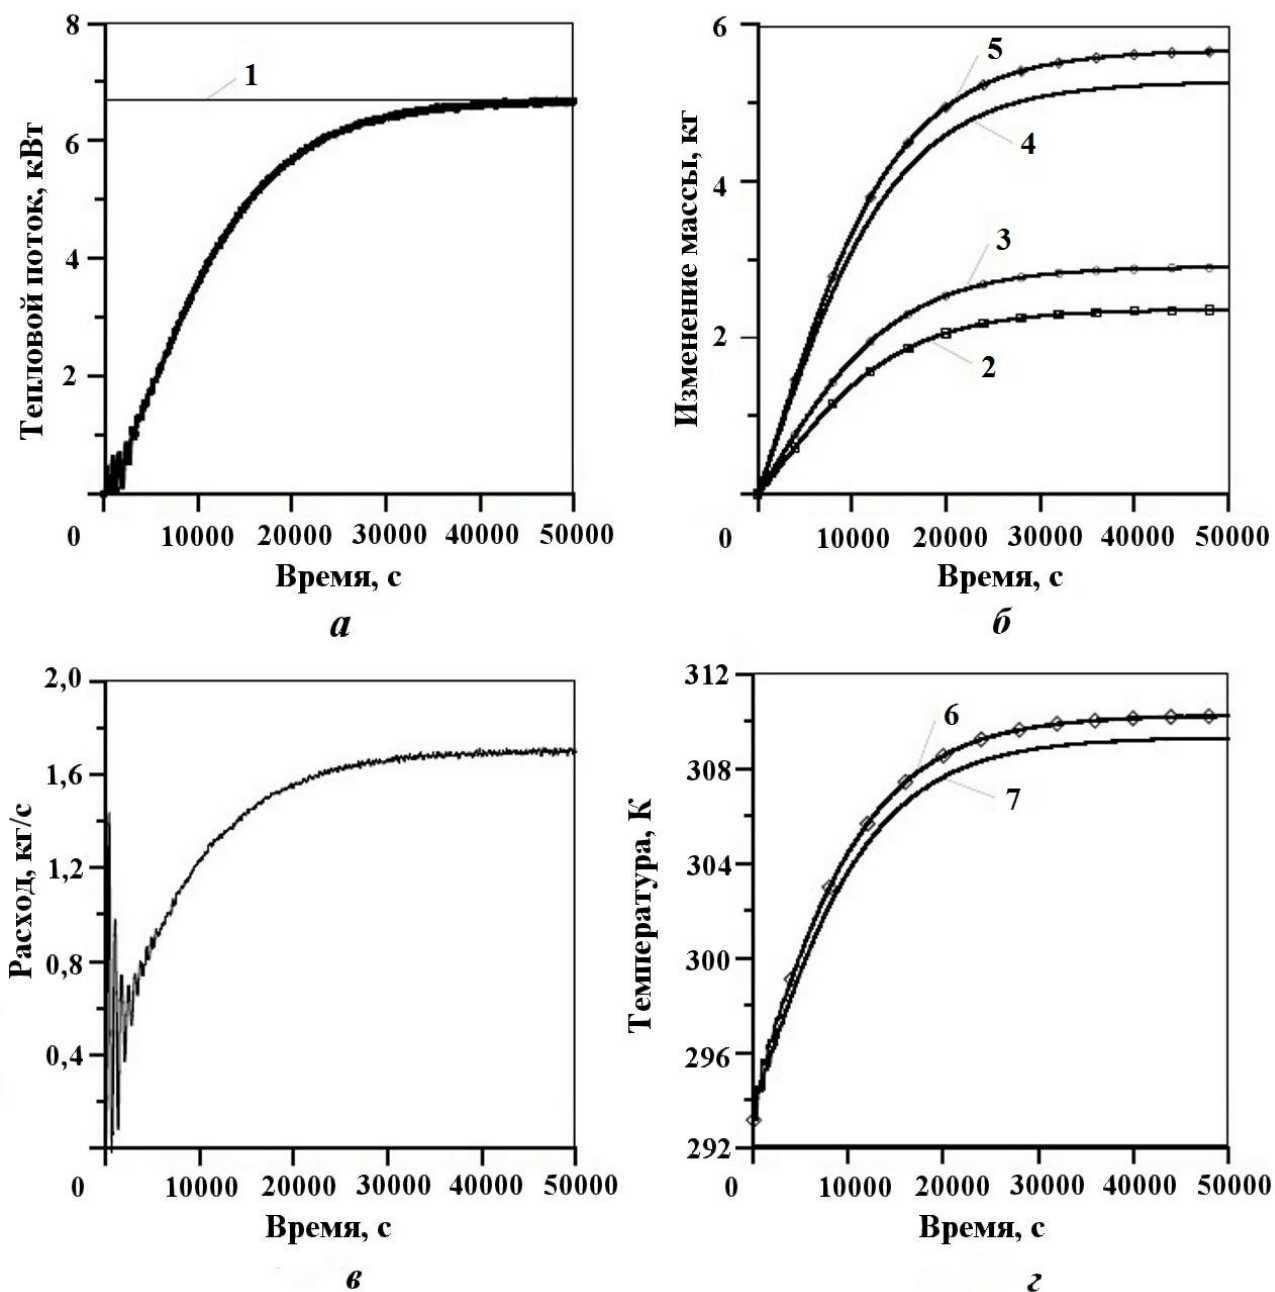 8
6
4
2
0
10000 20000 30000 40000 50000
Тепловой поток, кВт
Время, с
1
а
6
4
2
0
10000 20000 30000 40000 50000
Изменение массы, кг
Время, с
5
4
3
2
б
2,0
1,6
1,2
0,8
0,4
0
10000 20000 30000 40000 50000
Расход, кг/с
Время, с
в
312
308
304
300
296
292
0
10000 20000 30000 40000 50000
Температура, К
Время, с
6
7
г